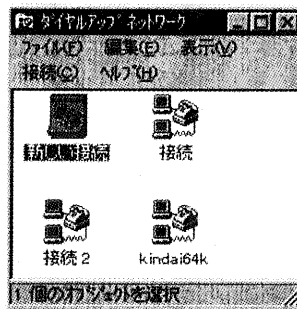 ダイヤルアップ ネットワーク
ファイル(F) 編集(E) 表示(V)
接続(C) ヘルプ(H)
新しい接続
接続
接続 2
kindai64k
1 個のオブジェクトを選択